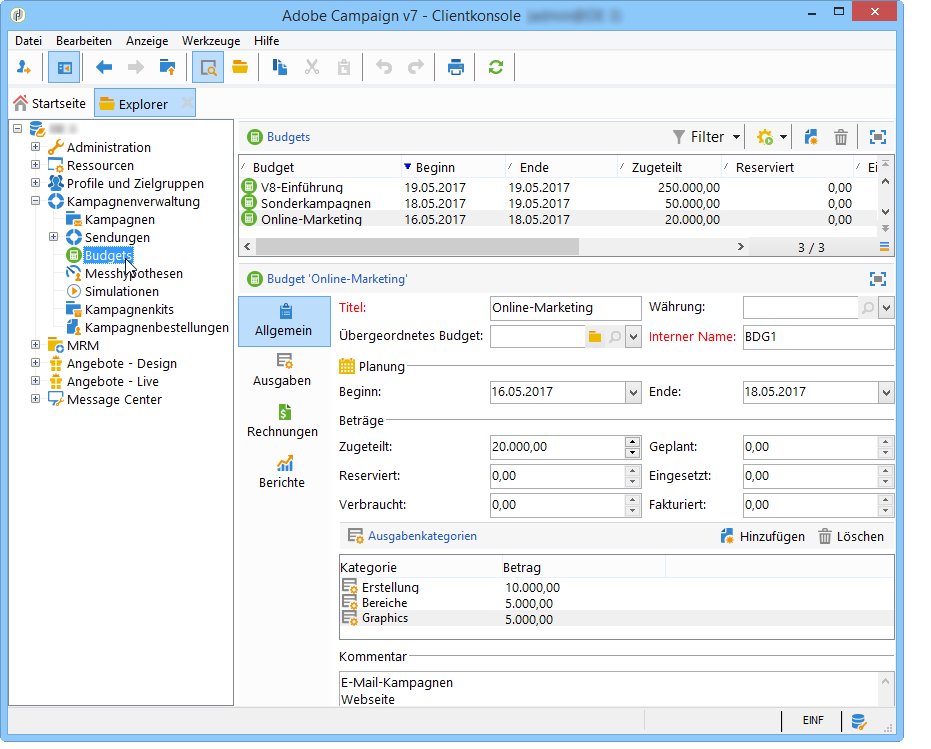 Adobe Campaign v7 - Clientkonsole
Datei Bearbeiten Anzeige Werkzeuge Hilfe
Startseite Explorer
Administration
Ressourcen
Profile und Zielgruppen
Kampagnenverwaltung
Kampagnen
Sendungen
Budgets
Messhypothesen
Simulationen
Kampagnenkits
Kampagnenbestellungen
MRM
Angebote - Design
Angebote - Live
Message Center
Budgets Filter
Budget Beginn Ende Zugeteilt Reserviert Ei
V8-Einführung 19.05.2017 19.05.2017 250.000,00 0,00
Sonderkampagnen 18.05.2017 19.05.2017 50.000,00 0,00
Online-Marketing 16.05.2017 18.05.2017 20.000,00 0,00
3 / 3
Budget 'Online-Marketing'
Allgemein
Ausgaben
Rechnungen
Berichte
Titel: Online-Marketing Währung:
Übergeordnetes Budget: Interner Name: BDG1
Planung
Beginn: 16.05.2017 Ende: 18.05.2017
Beträge
Zugeteilt: 20.000,00 Geplant: 0,00
Reserviert: 0,00 Eingesetzt: 0,00
Verbraucht: 0,00 Fakturiert: 0,00
Ausgabenkategorien Hinzufügen Löschen
Kategorie Betrag
Erstellung 10.000,00
Bereiche 5.000,00
Graphics 5.000,00
Kommentar
E-Mail-Kampagnen
Webseite
EINF